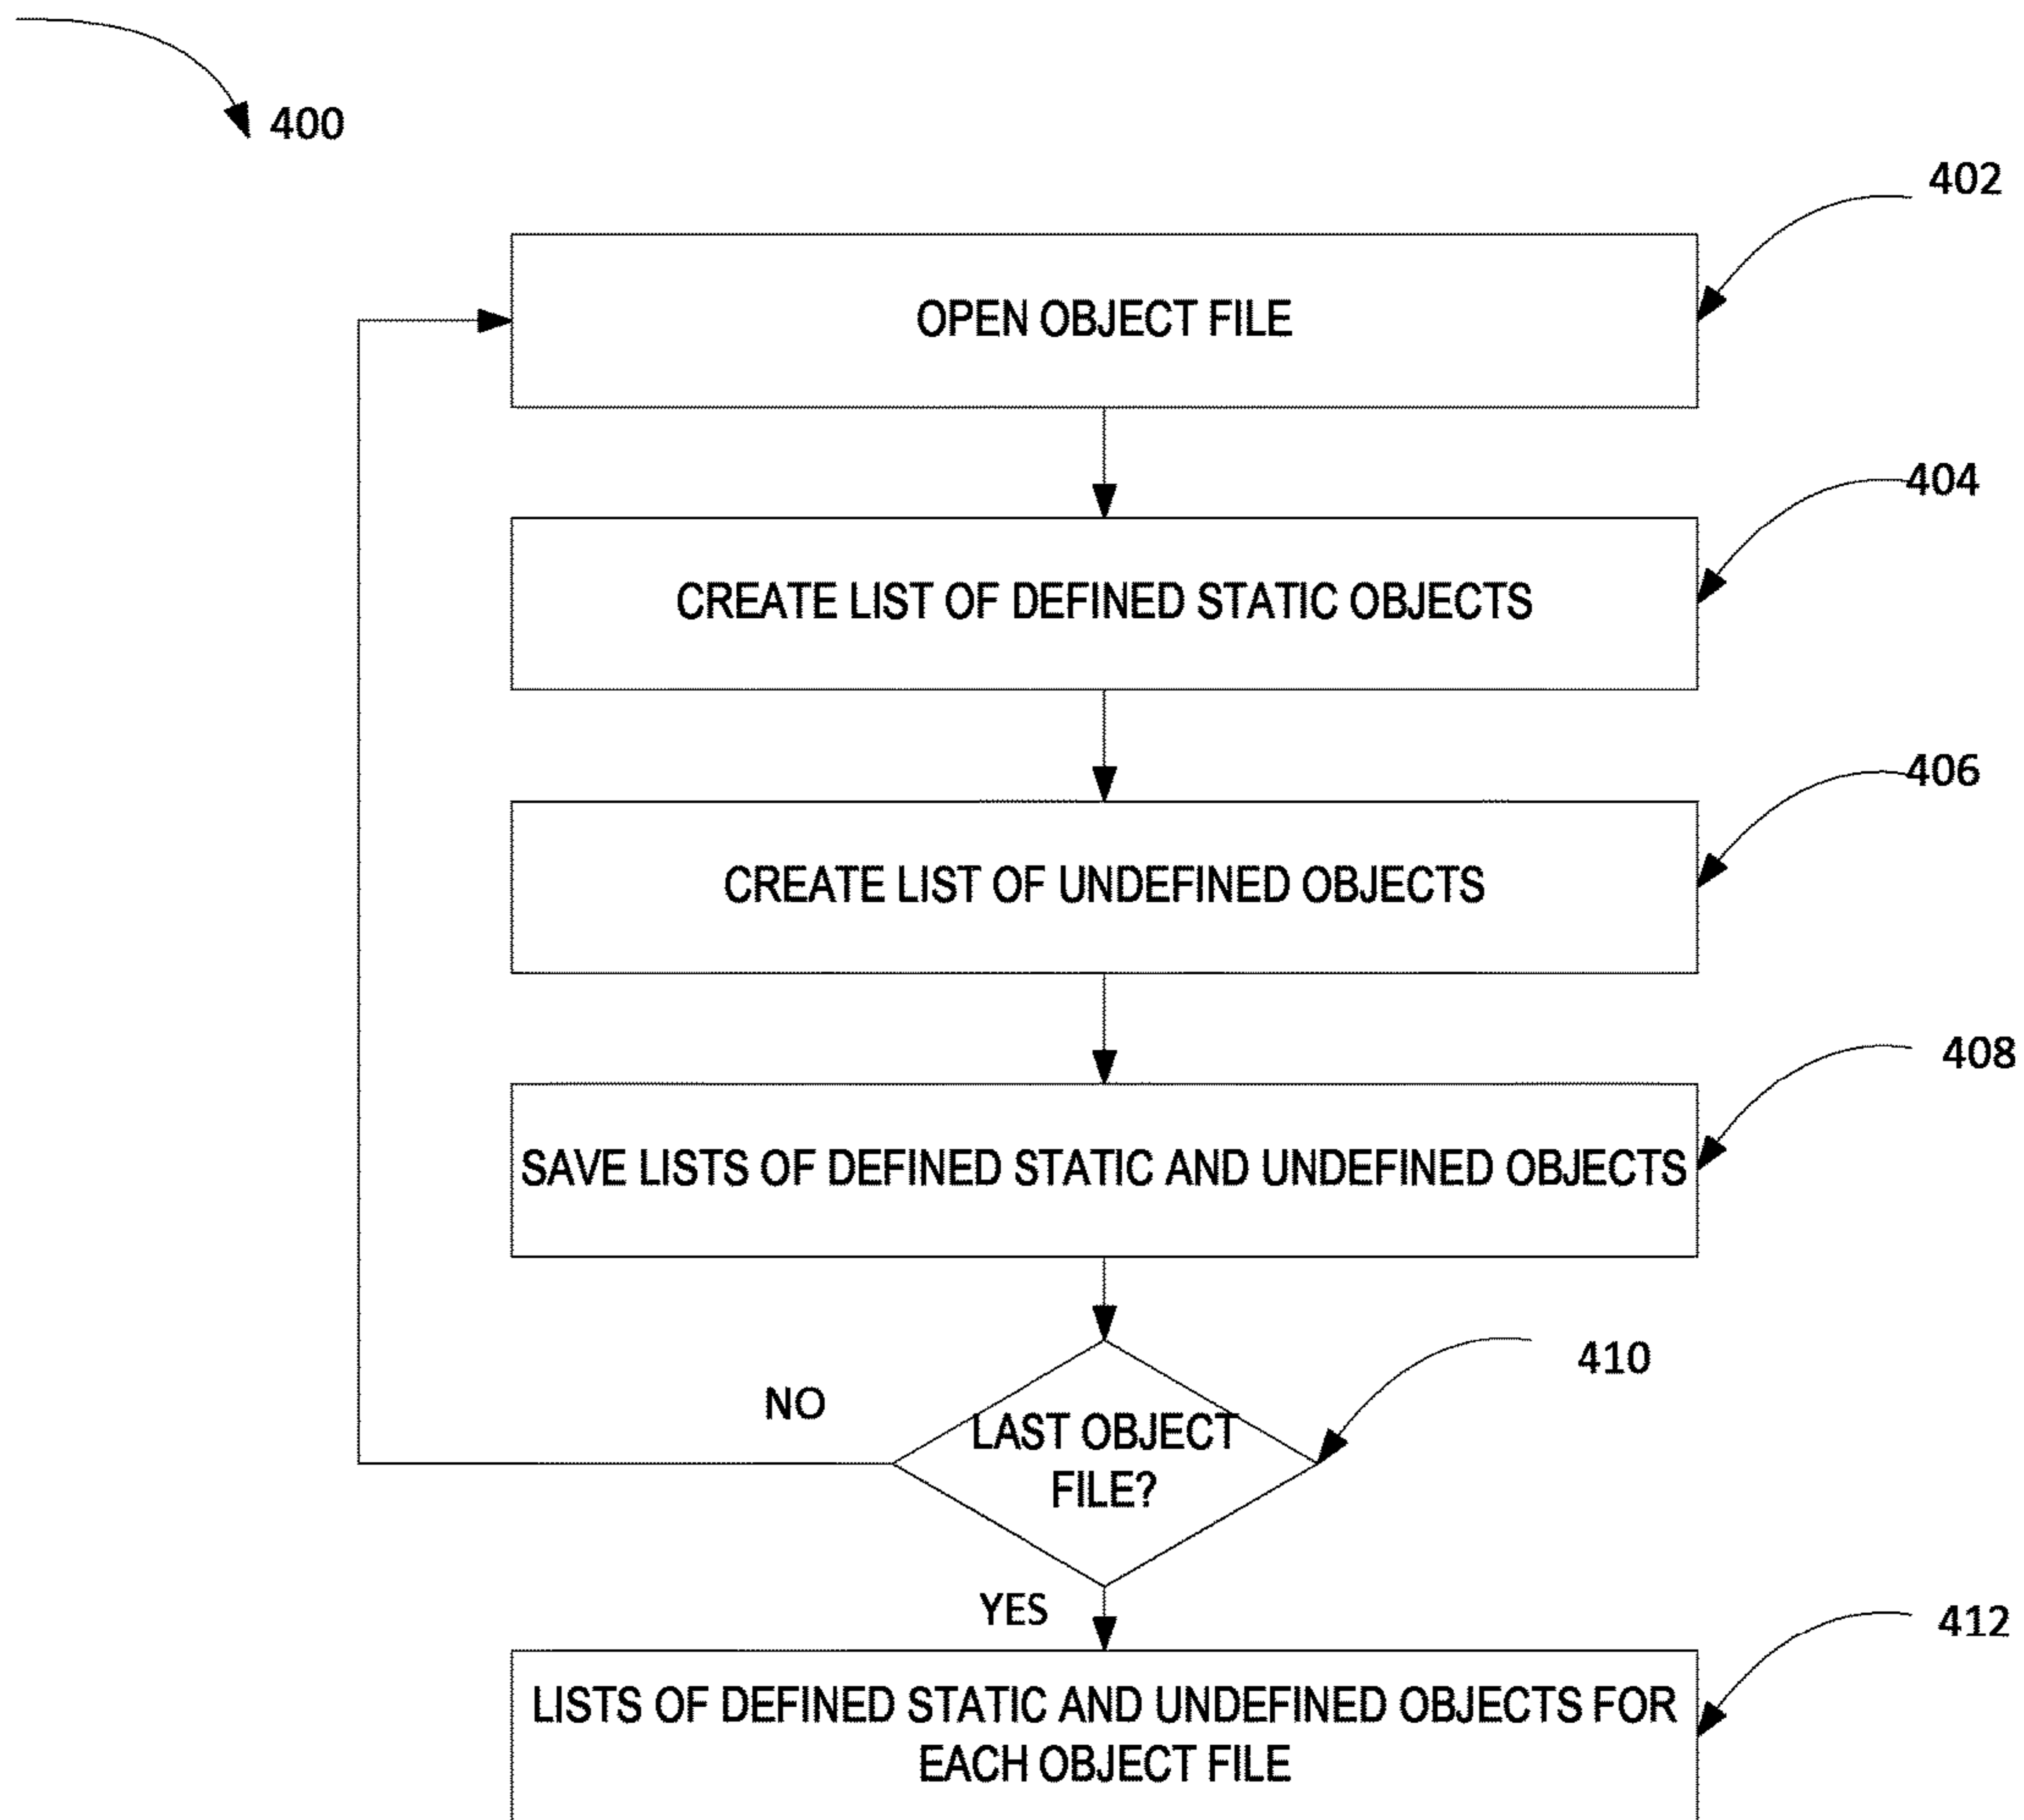 400
402
OPEN OBJECT FILE
404
CREATE LIST OF DEFINED STATIC OBJECTS
406
CREATE LIST OF UNDEFINED OBJECTS
408
SAVE LISTS OF DEFINED STATIC AND UNDEFINED OBJECTS
410
NO
LAST OBJECT
FILE?
YES
412
LISTS OF DEFINED STATIC AND UNDEFINED OBJECTS FOR
EACH OBJECT FILE